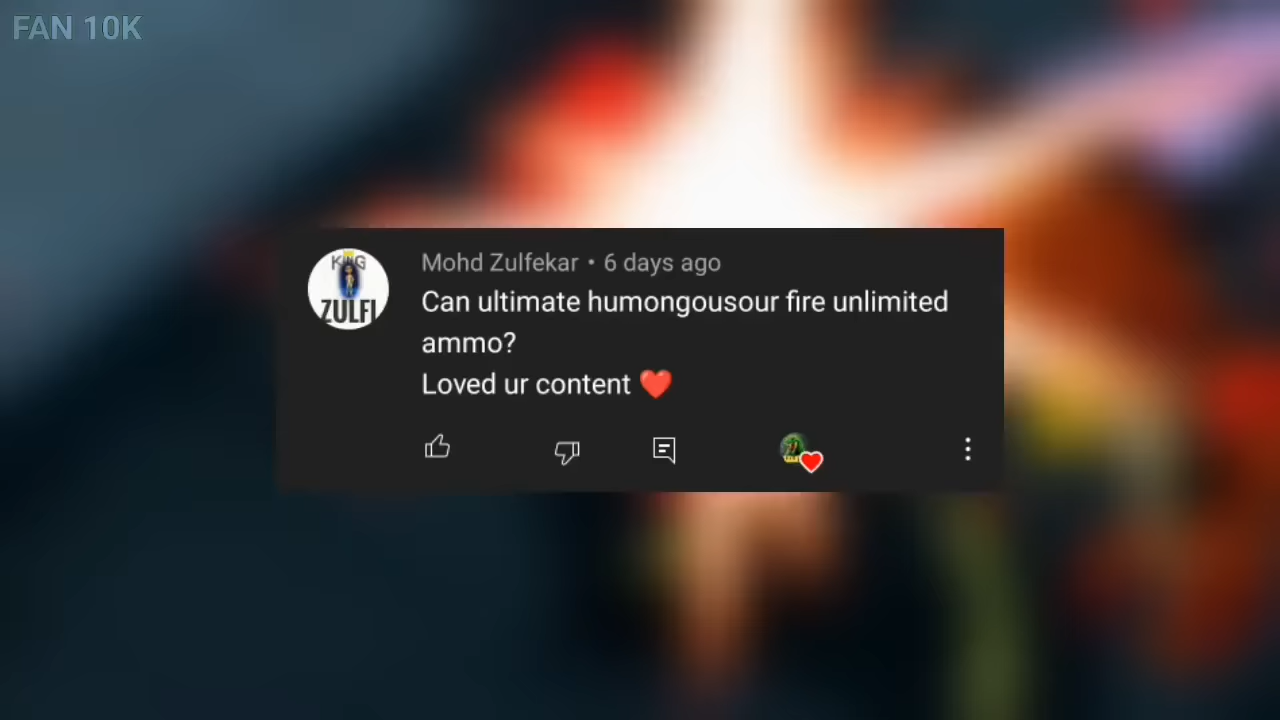 FAN 10K
KING
ZULFI
Mohd Zulfekar • 6 days ago
Can ultimate humongousour fire unlimited
ammo?
Loved ur content ❤️